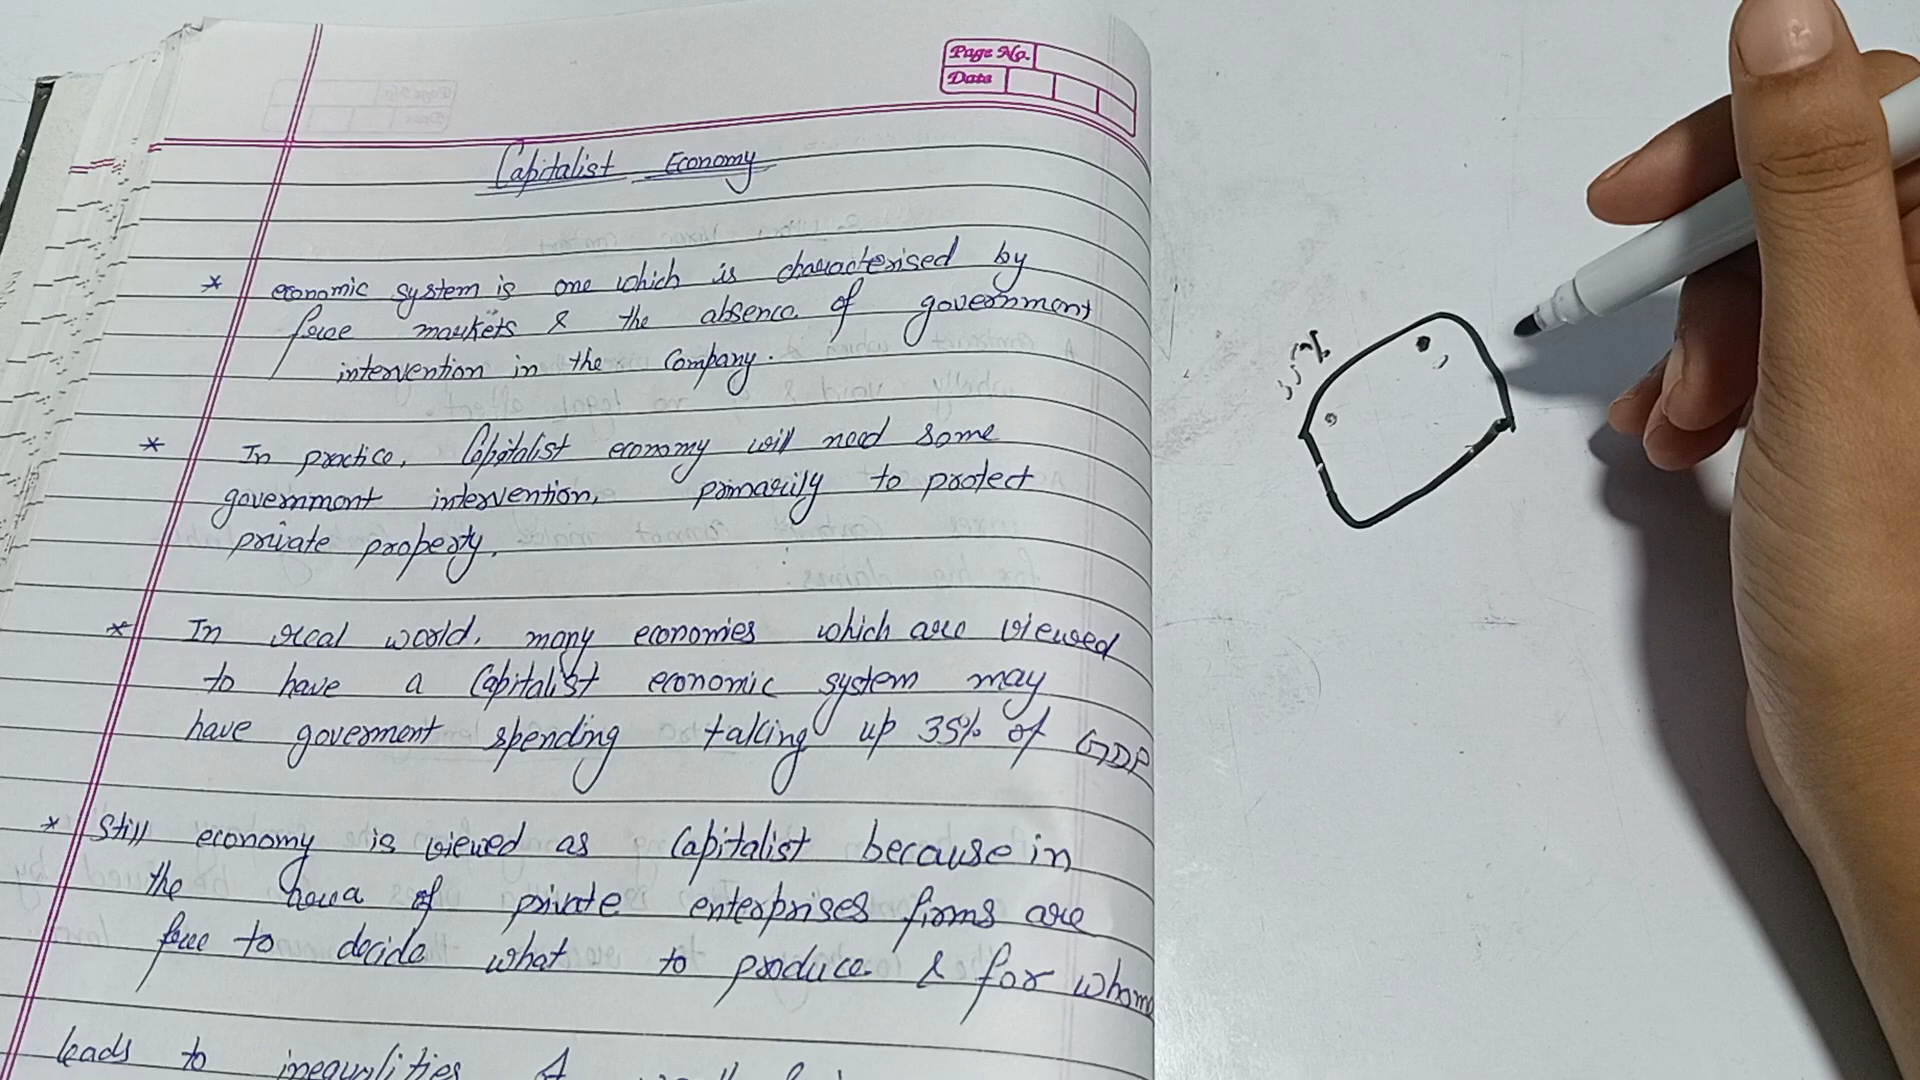 Page No.
Date
Capitalist Economy
* economic system is one which is characterised by
free markets & the absence of government
intervention in the Company.
* In practice, Capitalist economy will need some
government intervention, primarily to protect
private property.
* In real world, many economies which are viewed
to have a Capitalist economic system may
have goverment spending taking up 35% of GDP
* Still economy is viewed as Capitalist because in
the area of private enterprises firms are
free to decide what to produce & for whom
leads to inequalities